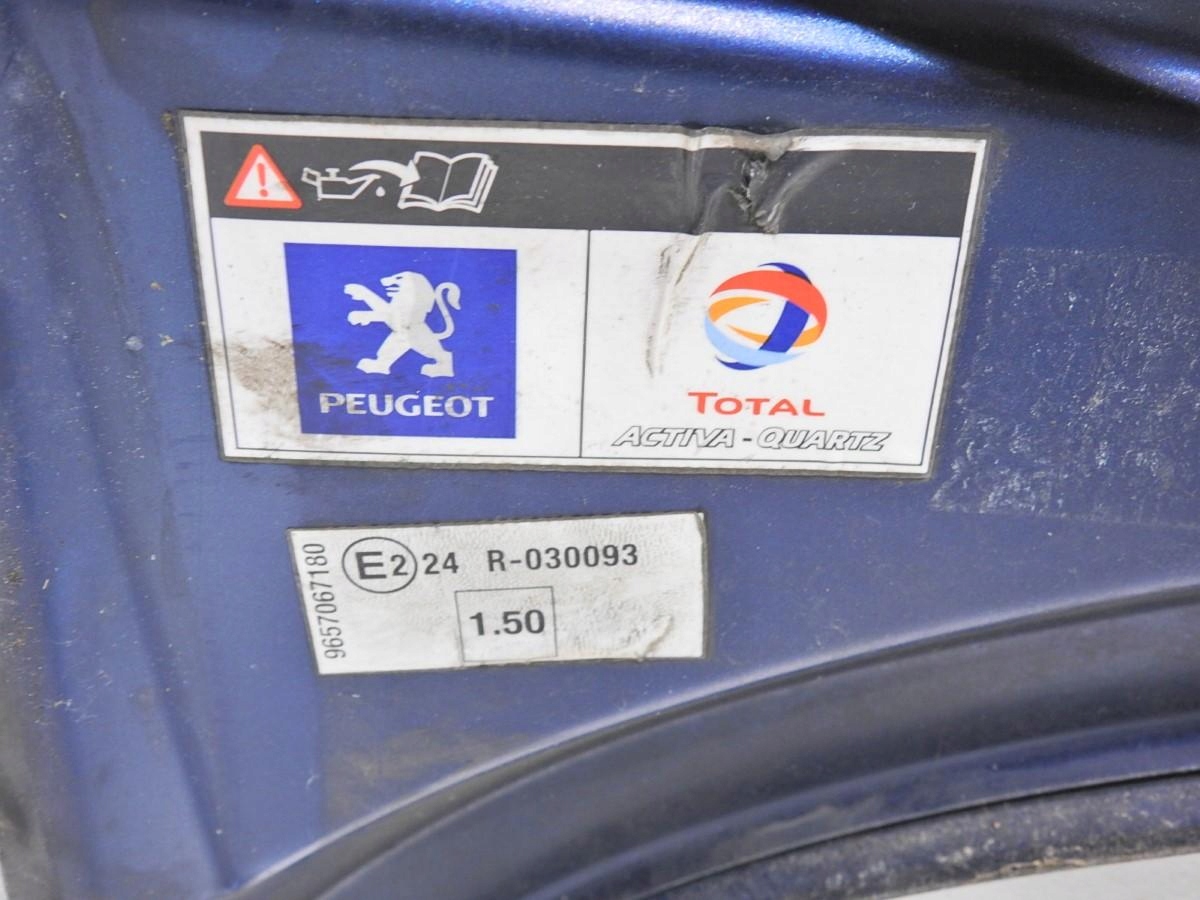 PEUGEOT
TOTAL
ACTIVA - QUARTZ
9657067180
E2 24 R-030093
1.50